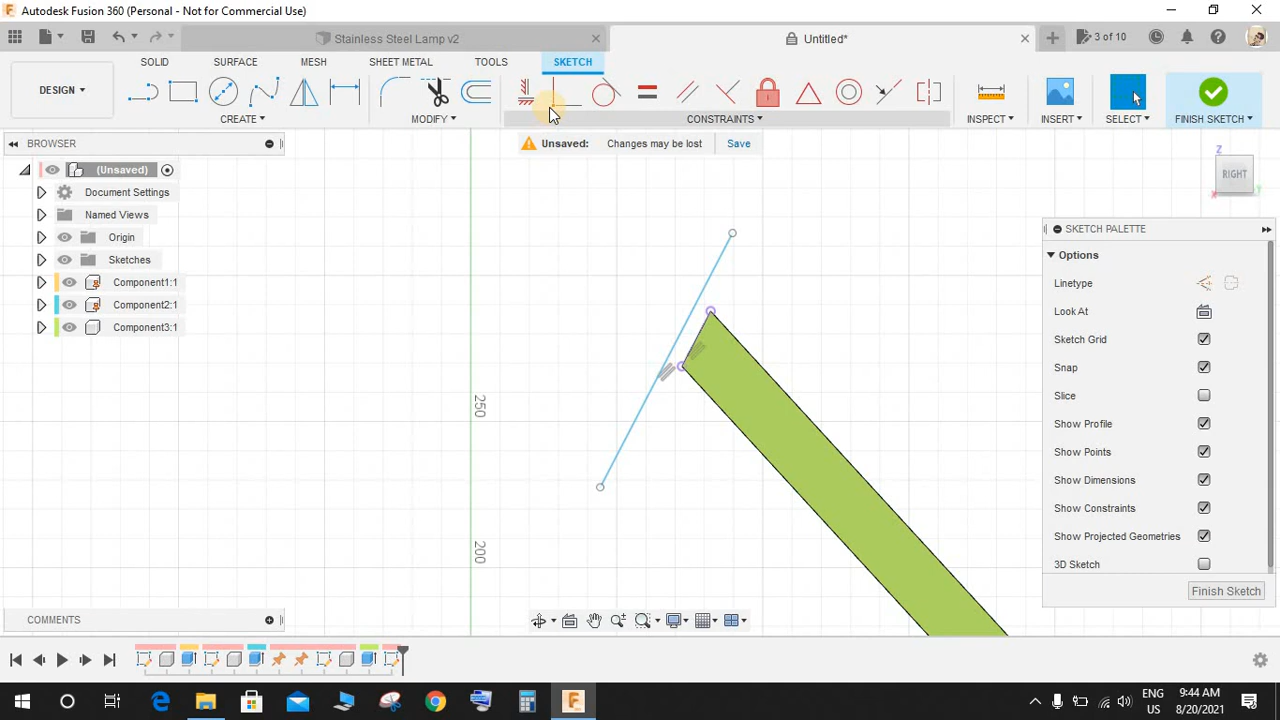 Autodesk Fusion 360 (Personal - Not for Commercial Use)
Stainless Steel Lamp v2
Untitled*
3 of 10
DESIGN
SOLID
SURFACE
MESH
SHEET METAL
TOOLS
SKETCH
CREATE
MODIFY
CONSTRAINTS
INSPECT
INSERT
SELECT
FINISH SKETCH
BROWSER
Unsaved:
Changes may be lost
Save
(Unsaved)
Document Settings
Named Views
Origin
Sketches
Component1:1
Component2:1
Component3:1
250
200
Z
RIGHT
X
Y
SKETCH PALETTE
Options
Linetype
Look At
Sketch Grid
Snap
Slice
Show Profile
Show Points
Show Dimensions
Show Constraints
Show Projected Geometries
3D Sketch
Finish Sketch
COMMENTS
ENG
US
9:44 AM
8/20/2021